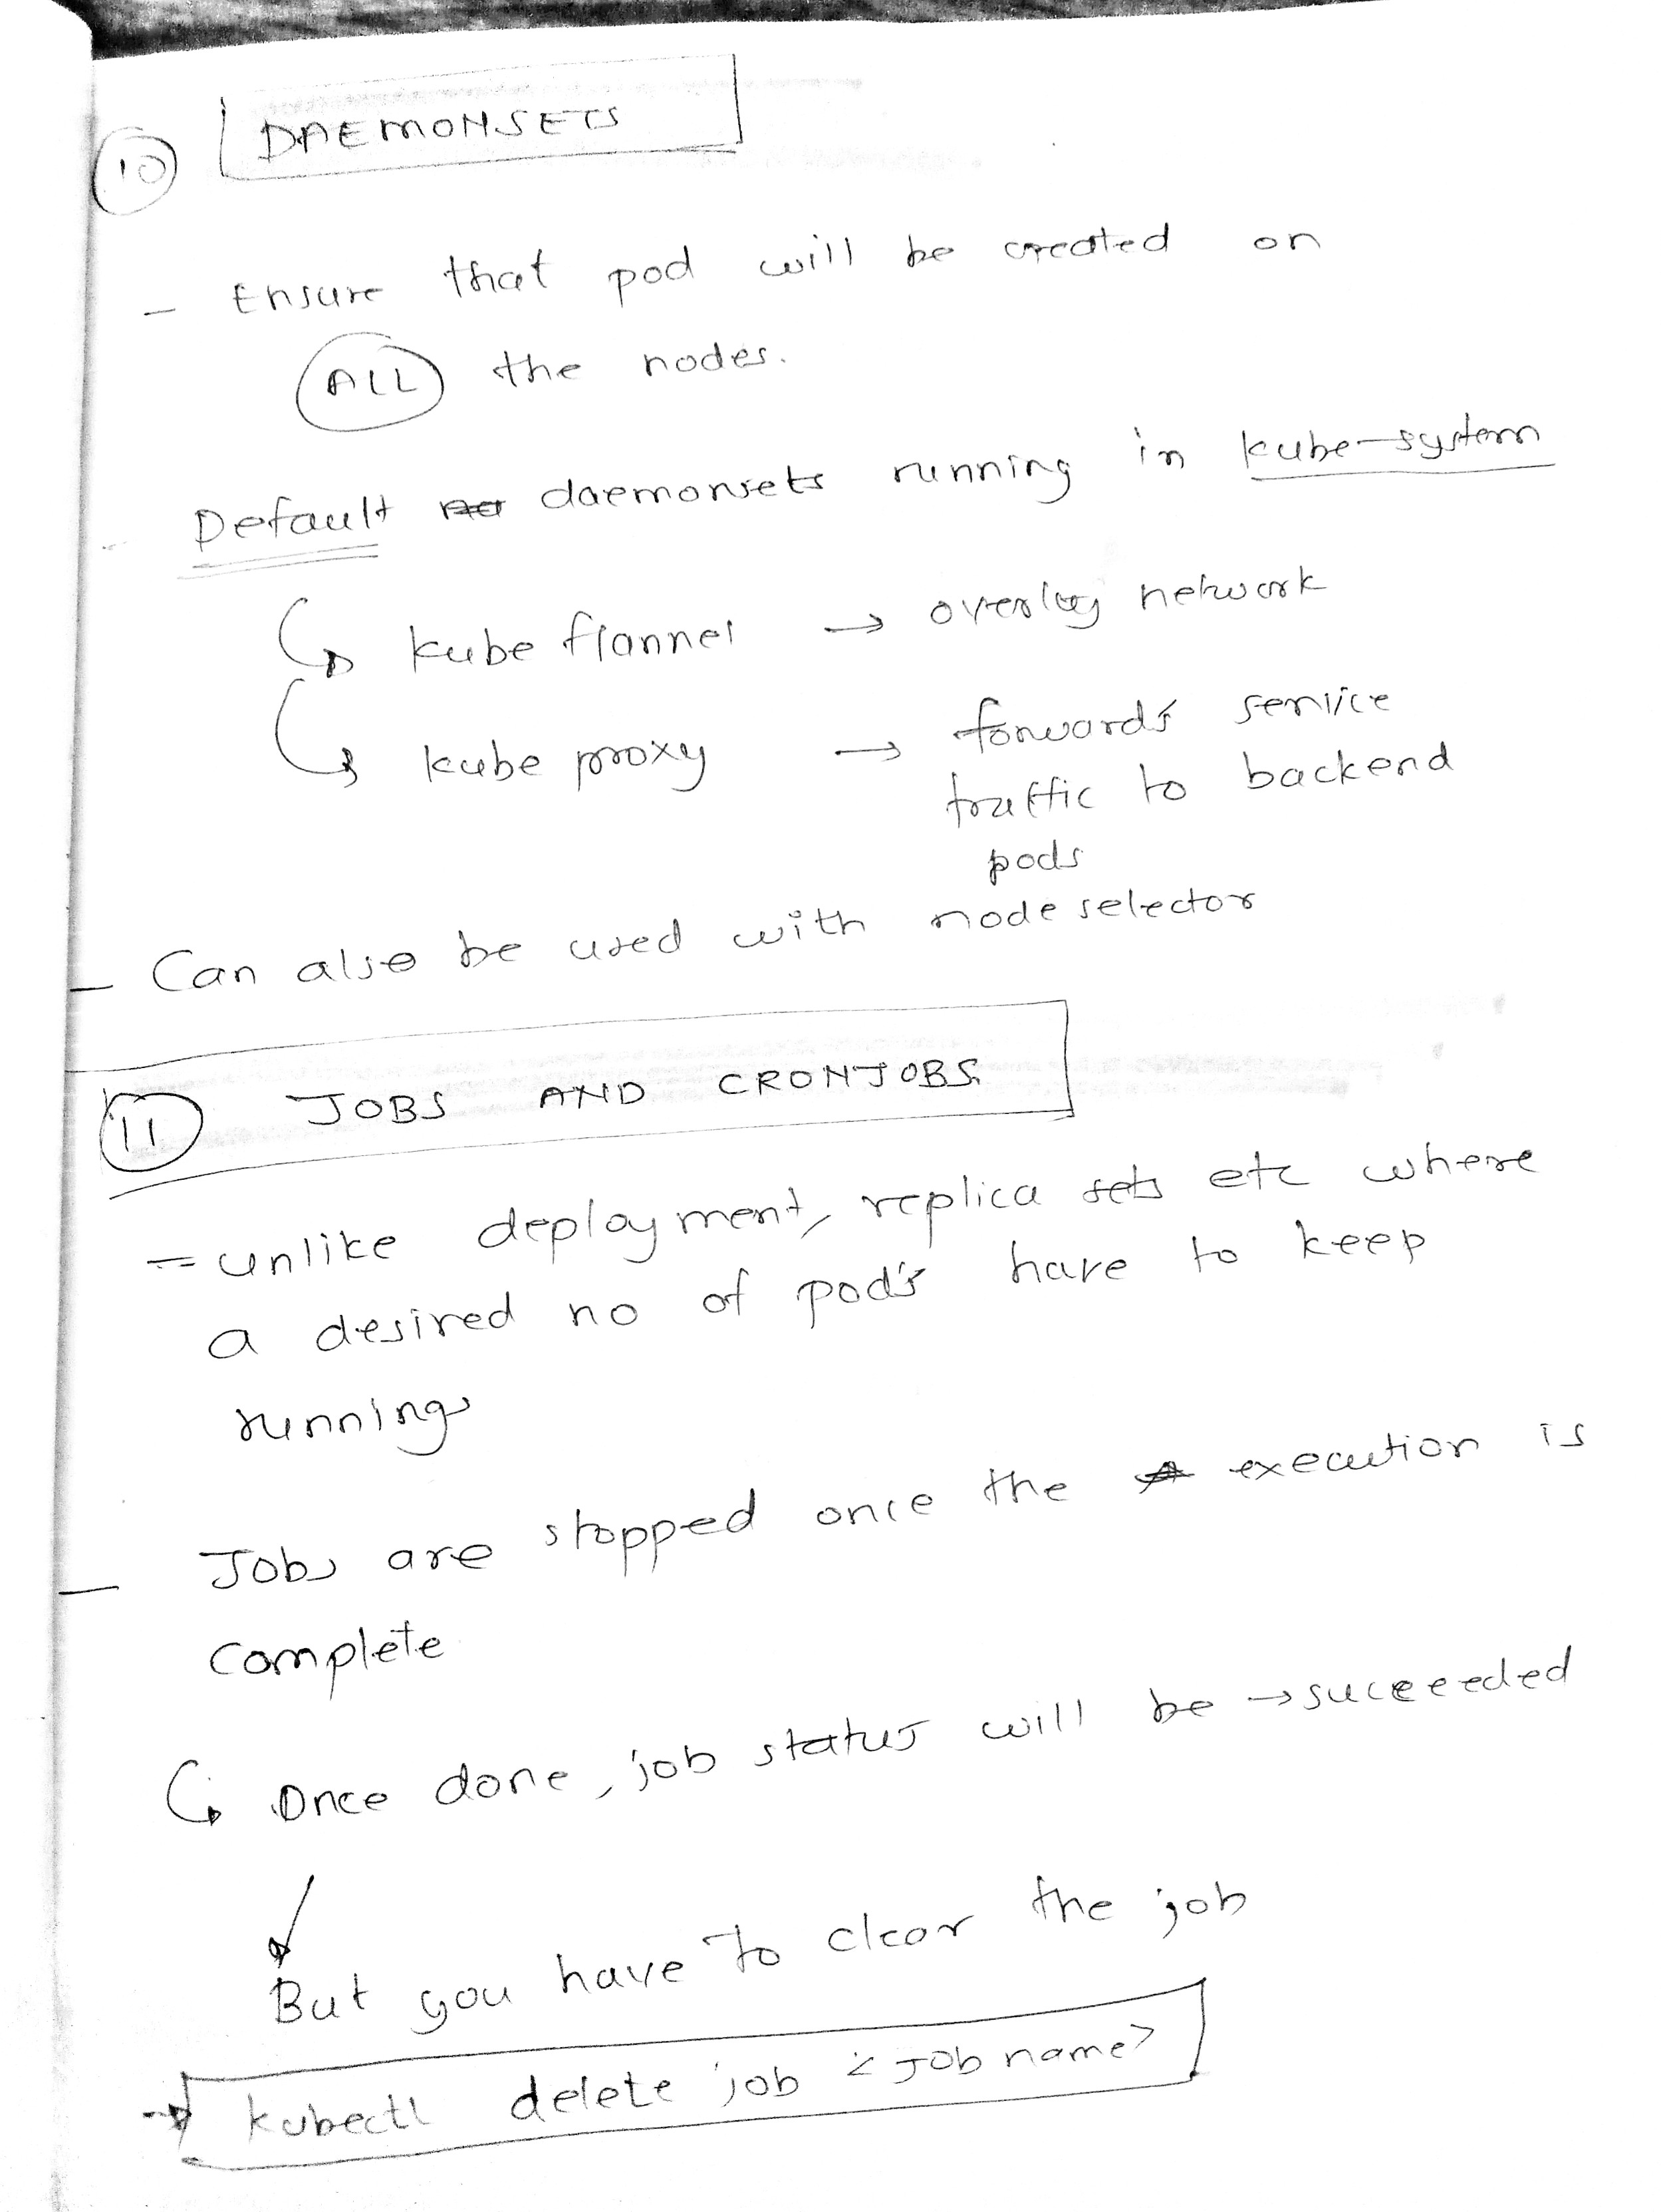 10 DAEMONSETS
- Ensure that pod will be created on
ALL the nodes.
- Default daemonsets running in kube-system
↳ kube flannel → overlay network
↳ kube proxy → forwards service
traffic to backend
pods
- Can also be used with node selector
11 JOBS AND CRONJOBS
- unlike deployment, replica sets etc where
a desired no of pod's have to keep
running
- Jobs are stopped once the execution is
complete
↳ Once done, job status will be → suceeeded
But you have to clear the job
→ kubectl delete job <Job name>